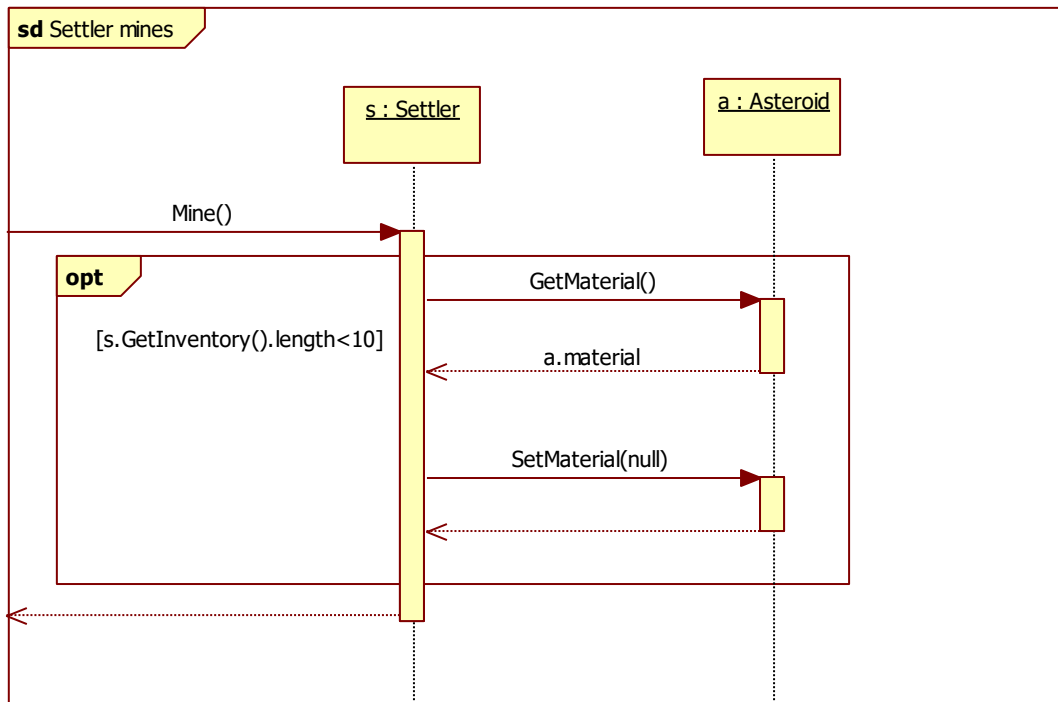 sd Settler mines
s : Settler
a : Asteroid
Mine()
opt
GetMaterial()
[s.GetInventory().length<10]
a.material
SetMaterial(null)